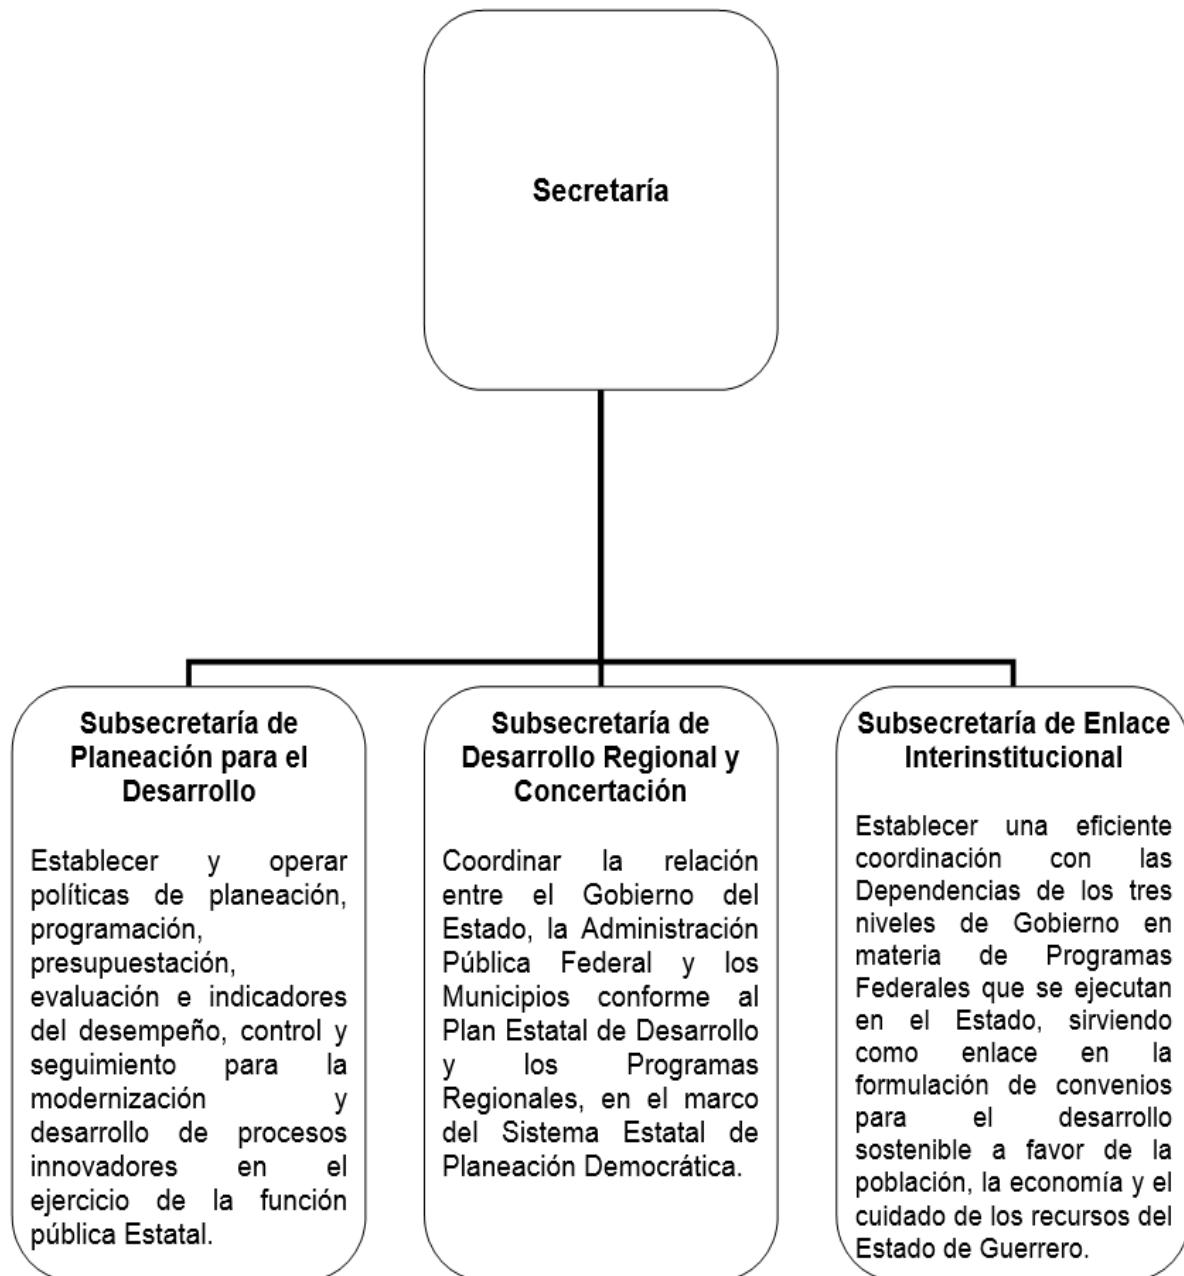 Secretaría
Subsecretaría de
Planeación para el
Desarrollo
Establecer y operar
políticas de planeación,
programación,
presupuestación,
evaluación e indicadores
del desempeño, control y
seguimiento para la
modernización y
desarrollo de procesos
innovadores en el
ejercicio de la función
pública Estatal.
Subsecretaría de
Desarrollo Regional y
Concertación
Coordinar la relación
entre el Gobierno del
Estado, la Administración
Pública Federal y los
Municipios conforme al
Plan Estatal de Desarrollo
y los Programas
Regionales, en el marco
del Sistema Estatal de
Planeación Democrática.
Subsecretaría de Enlace
Interinstitucional
Establecer una eficiente
coordinación con las
Dependencias de los tres
niveles de Gobierno en
materia de Programas
Federales que se ejecutan
en el Estado, sirviendo
como enlace en la
formulación de convenios
para el desarrollo
sostenible a favor de la
población, la economía y el
cuidado de los recursos del
Estado de Guerrero.